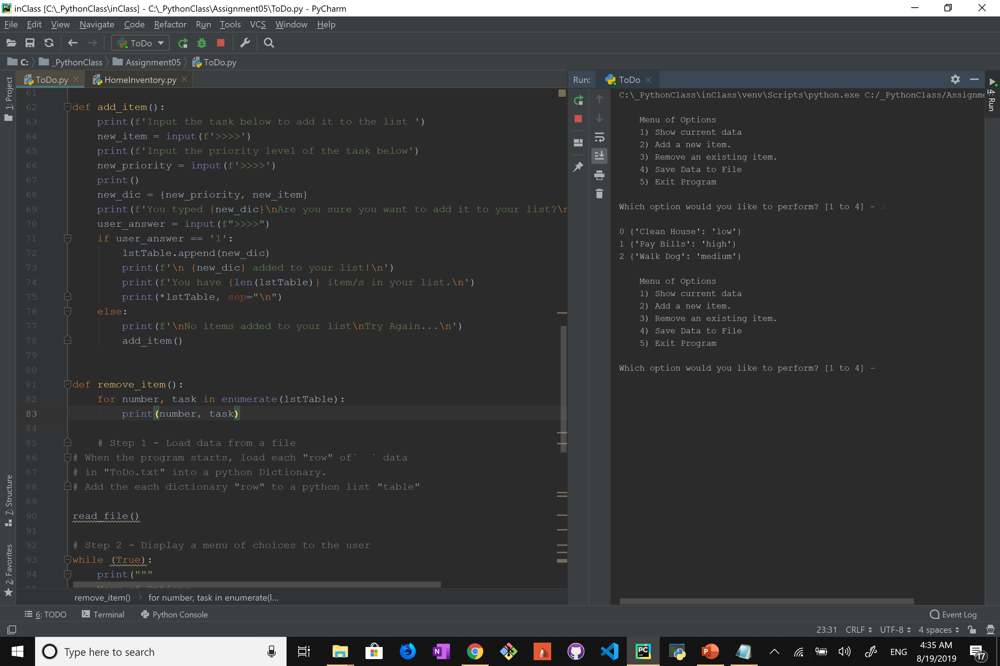 inClass [C:\_PythonClass\inClass] - C:\_PythonClass\Assignment05\ToDo.py - PyCharm
File Edit View Navigate Code Refactor Run Tools VCS Window Help
ToDo
C: _PythonClass Assignment05 ToDo.py
1: Project
ToDo.py
HomeInventory.py
61
62 def add_item():
63     print(f'Input the task below to add it to the list ')
64     new_item = input(f'>>>>')
65     print(f'Input the priority level of the task below')
66     new_priority = input(f'>>>>')
67     print()
68     new_dic = {new_priority, new_item}
69     print(f'You typed {new_dic}\nAre you sure you want to add it to your list?\n
70     user_answer = input(f">>>>")
71     if user_answer == '1':
72         lstTable.append(new_dic)
73         print(f'\n {new_dic} added to your list!\n')
74         print(f'You have {len(lstTable)} item/s in your list.\n')
75         print(*lstTable, sep="\n")
76     else:
77         print(f'\nNo items added to your list\nTry Again...\n')
78         add_item()
79
80
81 def remove_item():
82     for number, task in enumerate(lstTable):
83         print(number, task)
84
85     # Step 1 - Load data from a file
86 # When the program starts, load each "row" of`  ` data
87 # in "ToDo.txt" into a python Dictionary.
88 # Add the each dictionary "row" to a python list "table"
89
90 read_file()
91
92 # Step 2 - Display a menu of choices to the user
93 while (True):
94     print("""
95     Menu of Options
remove_item() › for number, task in enumerate(l...
7: Structure
2: Favorites
Run: ToDo
4: Run
C:\_PythonClass\inClass\venv\Scripts\python.exe C:/_PythonClass/Assignme
    Menu of Options
    1) Show current data
    2) Add a new item.
    3) Remove an existing item.
    4) Save Data to File
    5) Exit Program
Which option would you like to perform? [1 to 4] - 3
0 {'Clean House': 'low'}
1 {'Pay Bills': 'high'}
2 {'Walk Dog': 'medium'}
    Menu of Options
    1) Show current data
    2) Add a new item.
    3) Remove an existing item.
    4) Save Data to File
    5) Exit Program
Which option would you like to perform? [1 to 4] -
6: TODO Terminal Python Console Event Log
23:31 CRLF UTF-8 4 spaces
Type here to search
N
PC
P
ENG
4:35 AM
8/19/2019
17